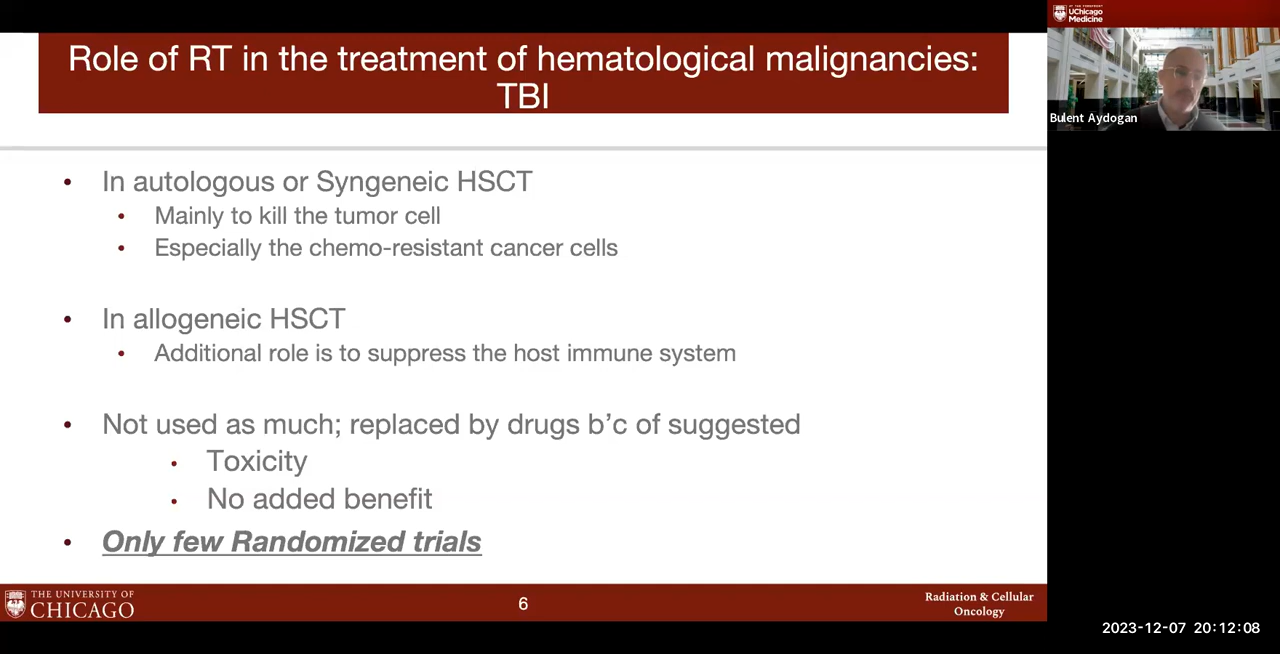 Role of RT in the treatment of hematological malignancies:
TBI
UChicago
Medicine
Bulent Aydogan
• In autologous or Syngeneic HSCT
• Mainly to kill the tumor cell
• Especially the chemo-resistant cancer cells
• In allogeneic HSCT
• Additional role is to suppress the host immune system
• Not used as much; replaced by drugs b’c of suggested
• Toxicity
• No added benefit
• Only few Randomized trials
THE UNIVERSITY OF
CHICAGO
6
Radiation & Cellular
Oncology
2023-12-07 20:12:08